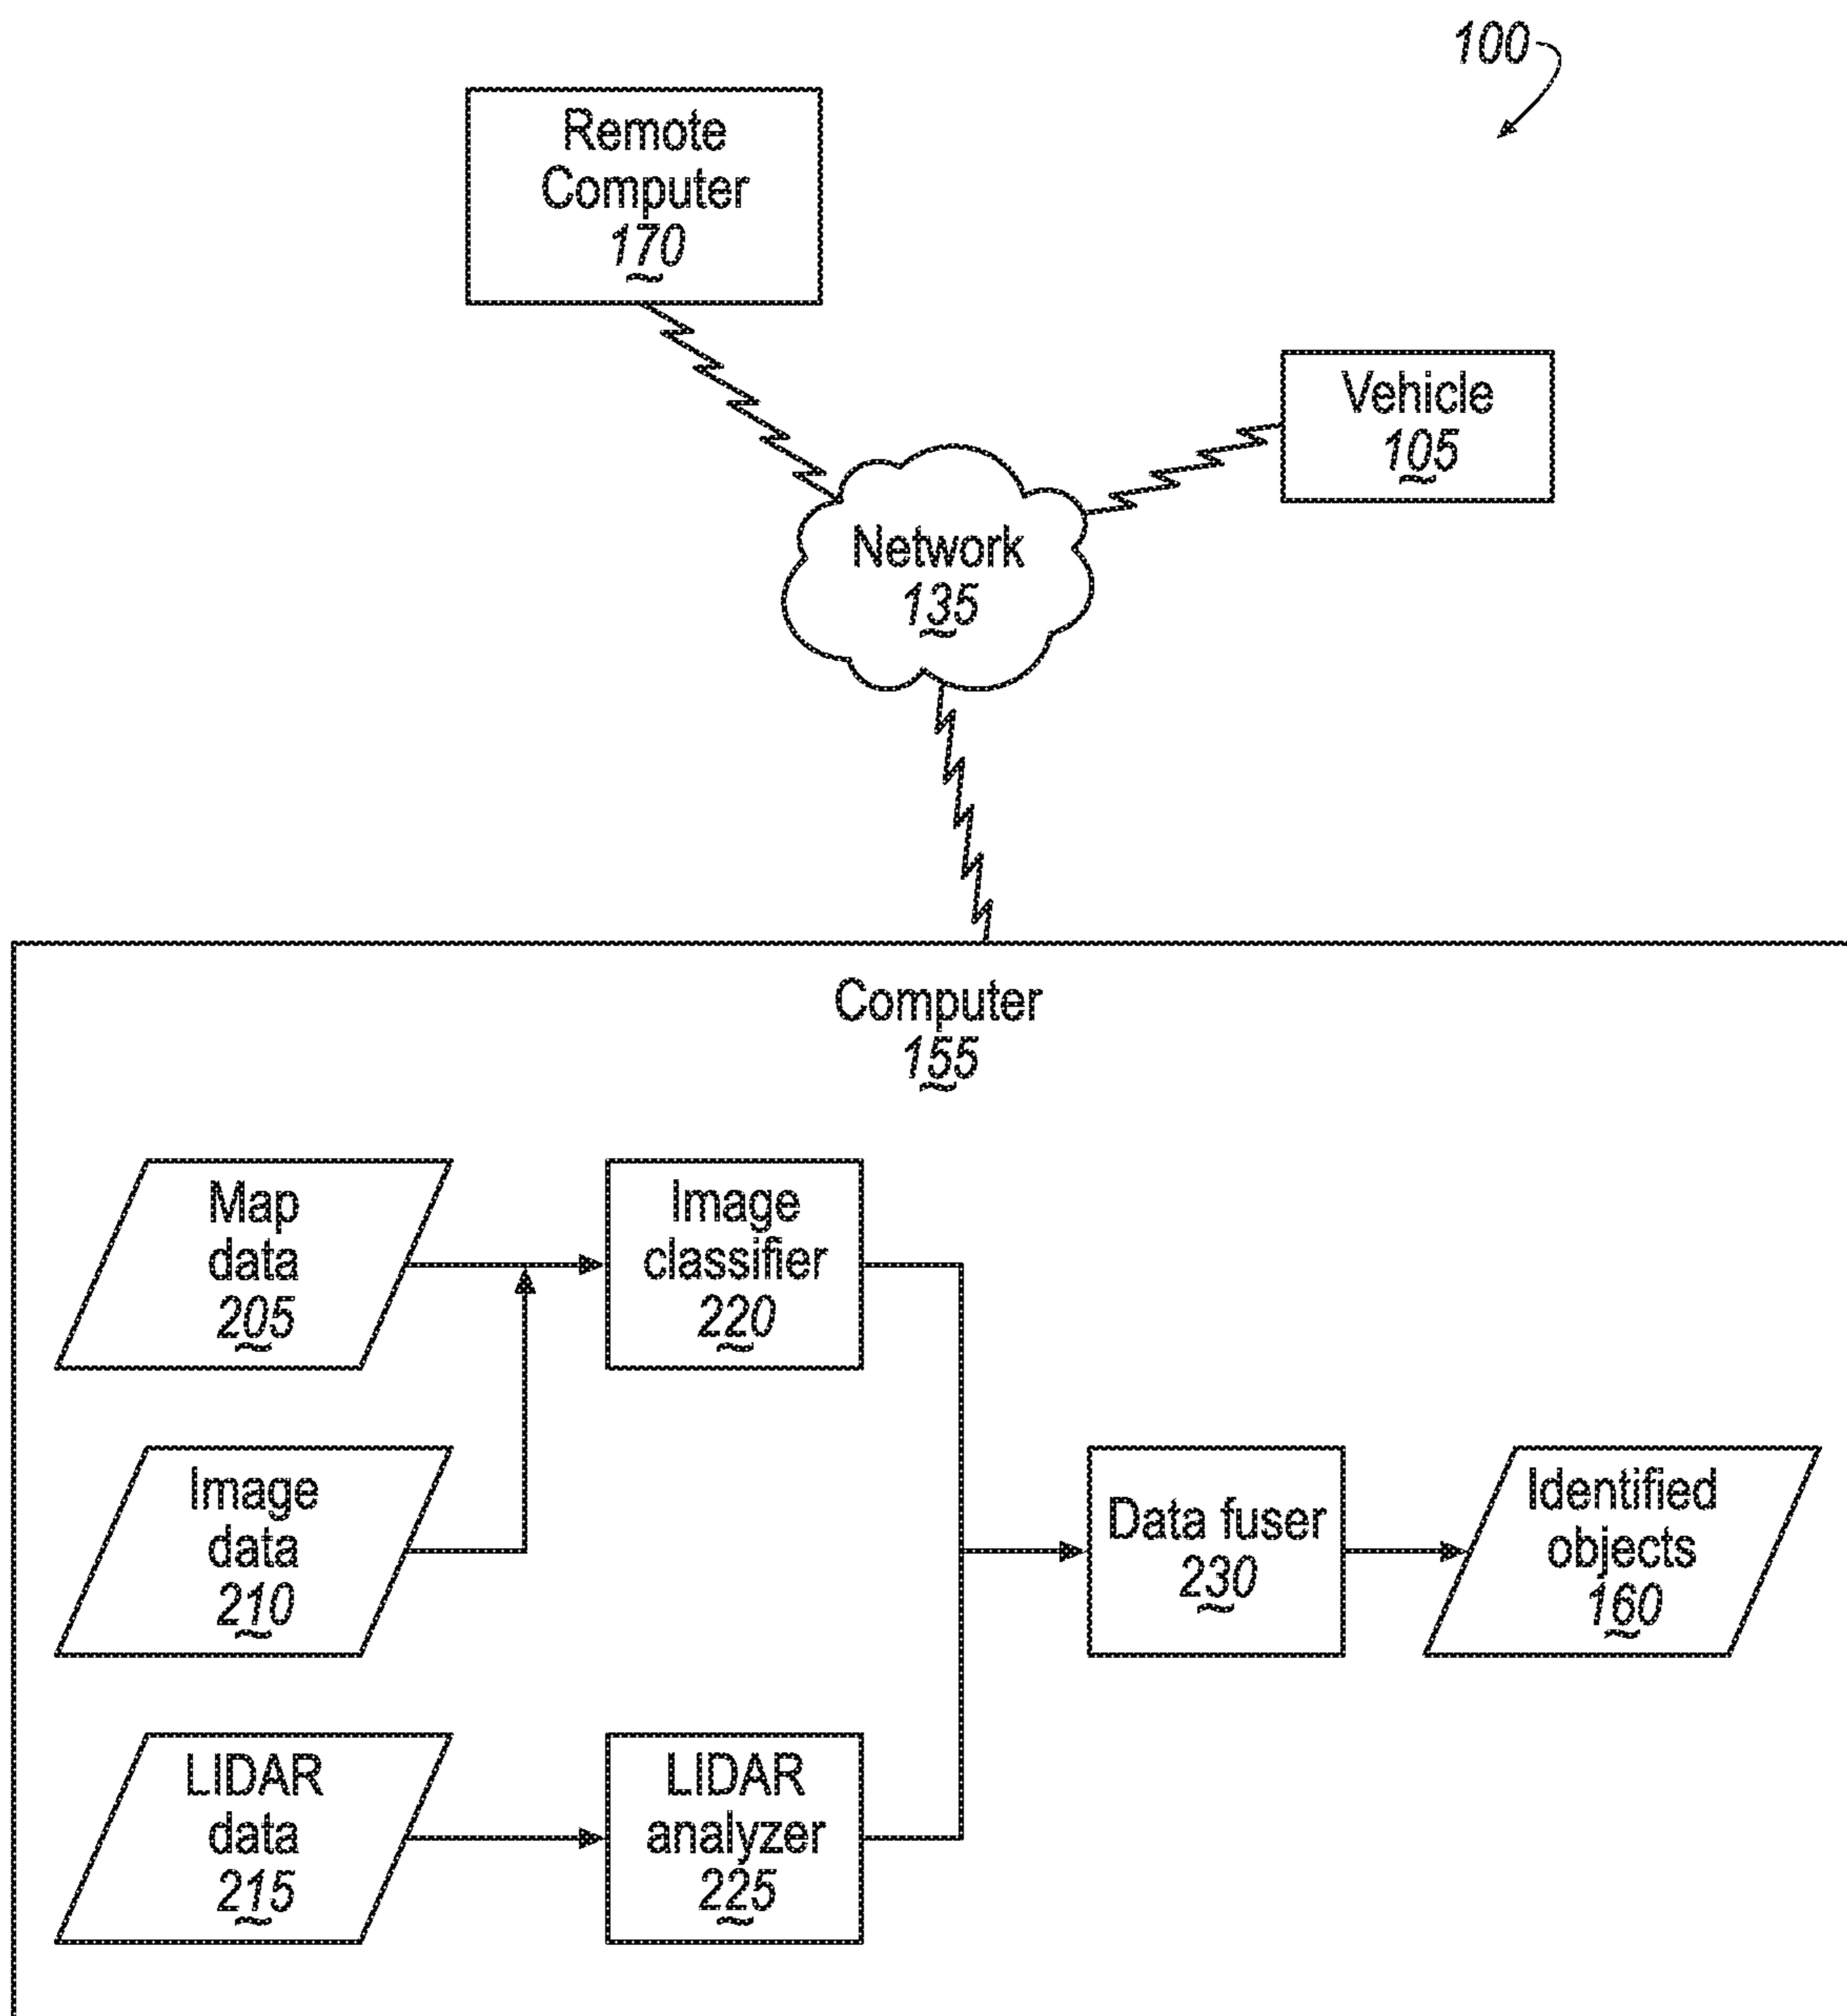 100
Remote
Computer
170
Vehicle
105
Network
135
Computer
155
Map
data
205
Image
classifier
220
Image
data
210
Data fuser
230
Identified
objects
160
LIDAR
data
215
LIDAR
analyzer
225